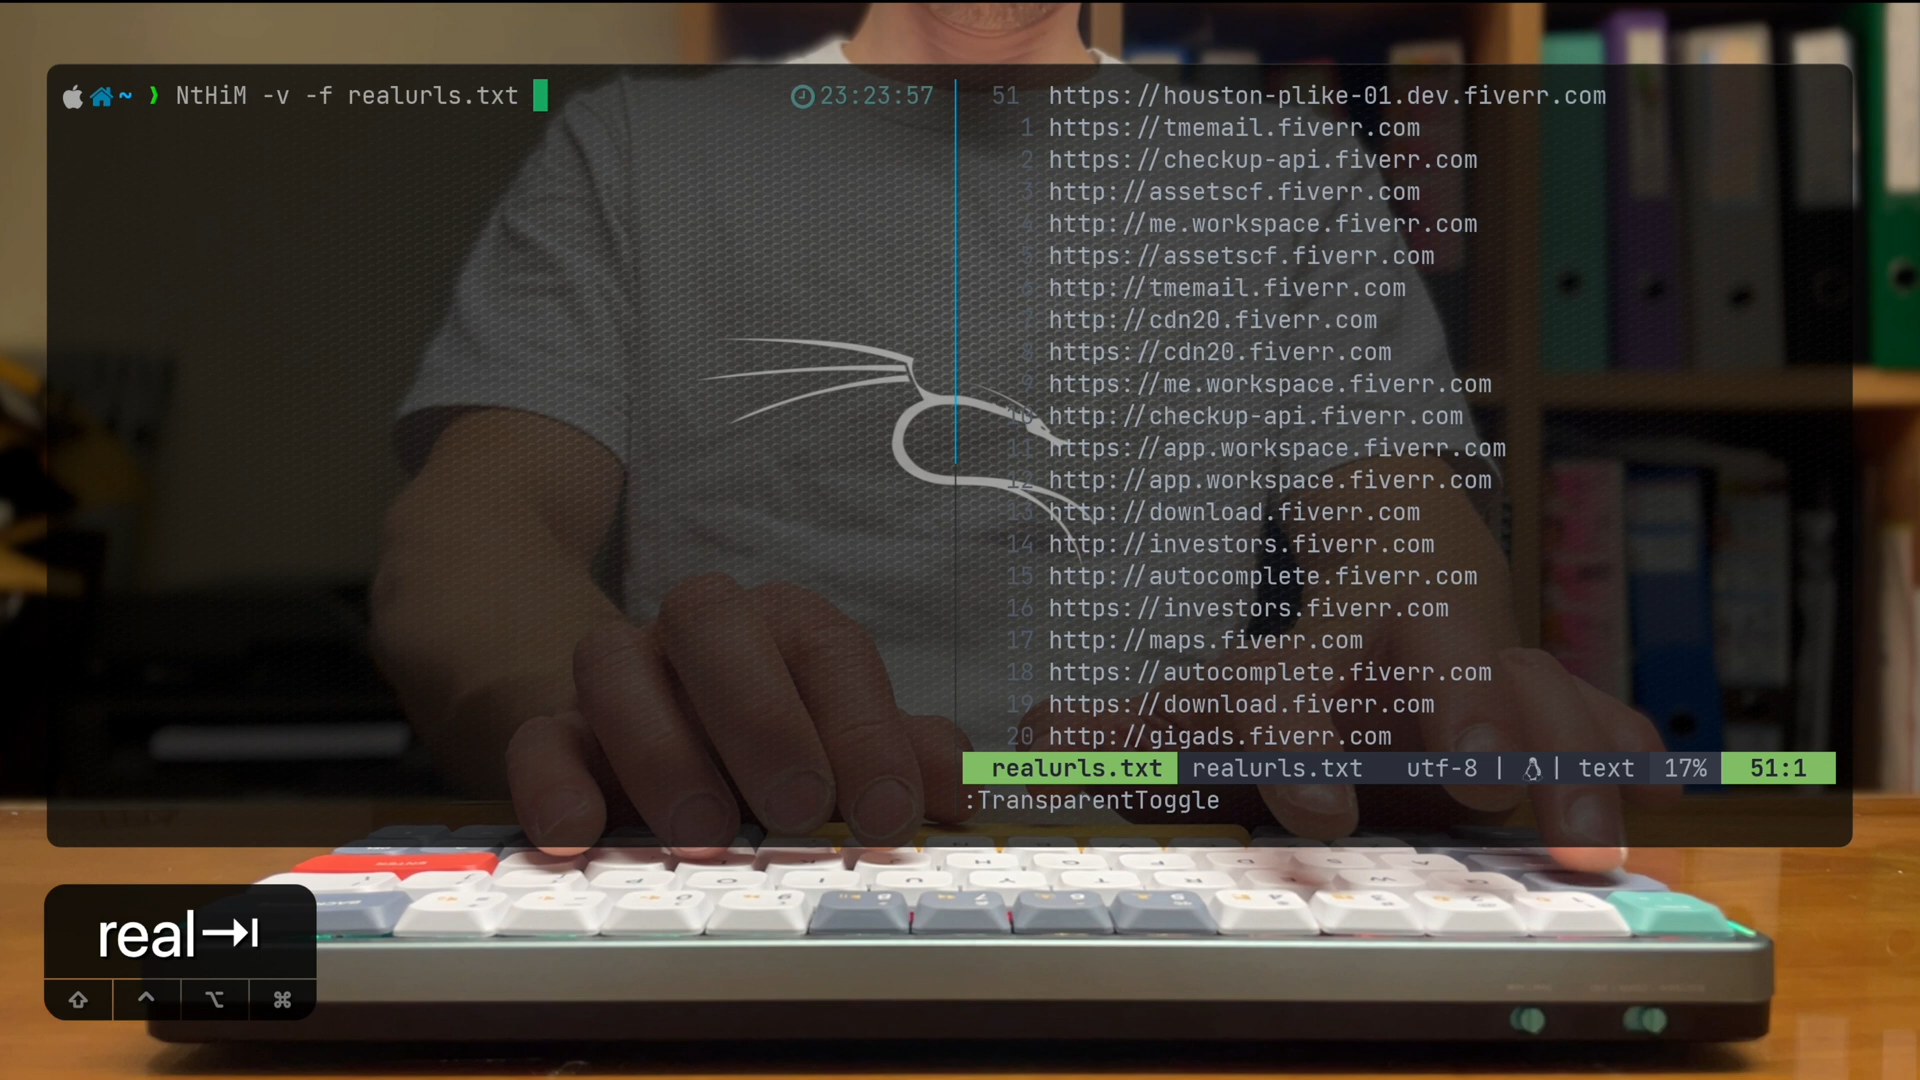 ~ ❯ NtHiM -v -f realurls.txt
23:23:57
51 https://houston-plike-01.dev.fiverr.com
1 https://tmemail.fiverr.com
2 https://checkup-api.fiverr.com
3 http://assetscf.fiverr.com
4 http://me.workspace.fiverr.com
5 https://assetscf.fiverr.com
6 http://tmemail.fiverr.com
7 http://cdn20.fiverr.com
8 https://cdn20.fiverr.com
9 https://me.workspace.fiverr.com
10 http://checkup-api.fiverr.com
11 https://app.workspace.fiverr.com
12 http://app.workspace.fiverr.com
13 http://download.fiverr.com
14 http://investors.fiverr.com
15 http://autocomplete.fiverr.com
16 https://investors.fiverr.com
17 http://maps.fiverr.com
18 https://autocomplete.fiverr.com
19 https://download.fiverr.com
20 http://gigads.fiverr.com
realurls.txt realurls.txt utf-8 | | text 17% 51:1
:TransparentToggle
real⇥
⇧ ⌃ ⌥ ⌘